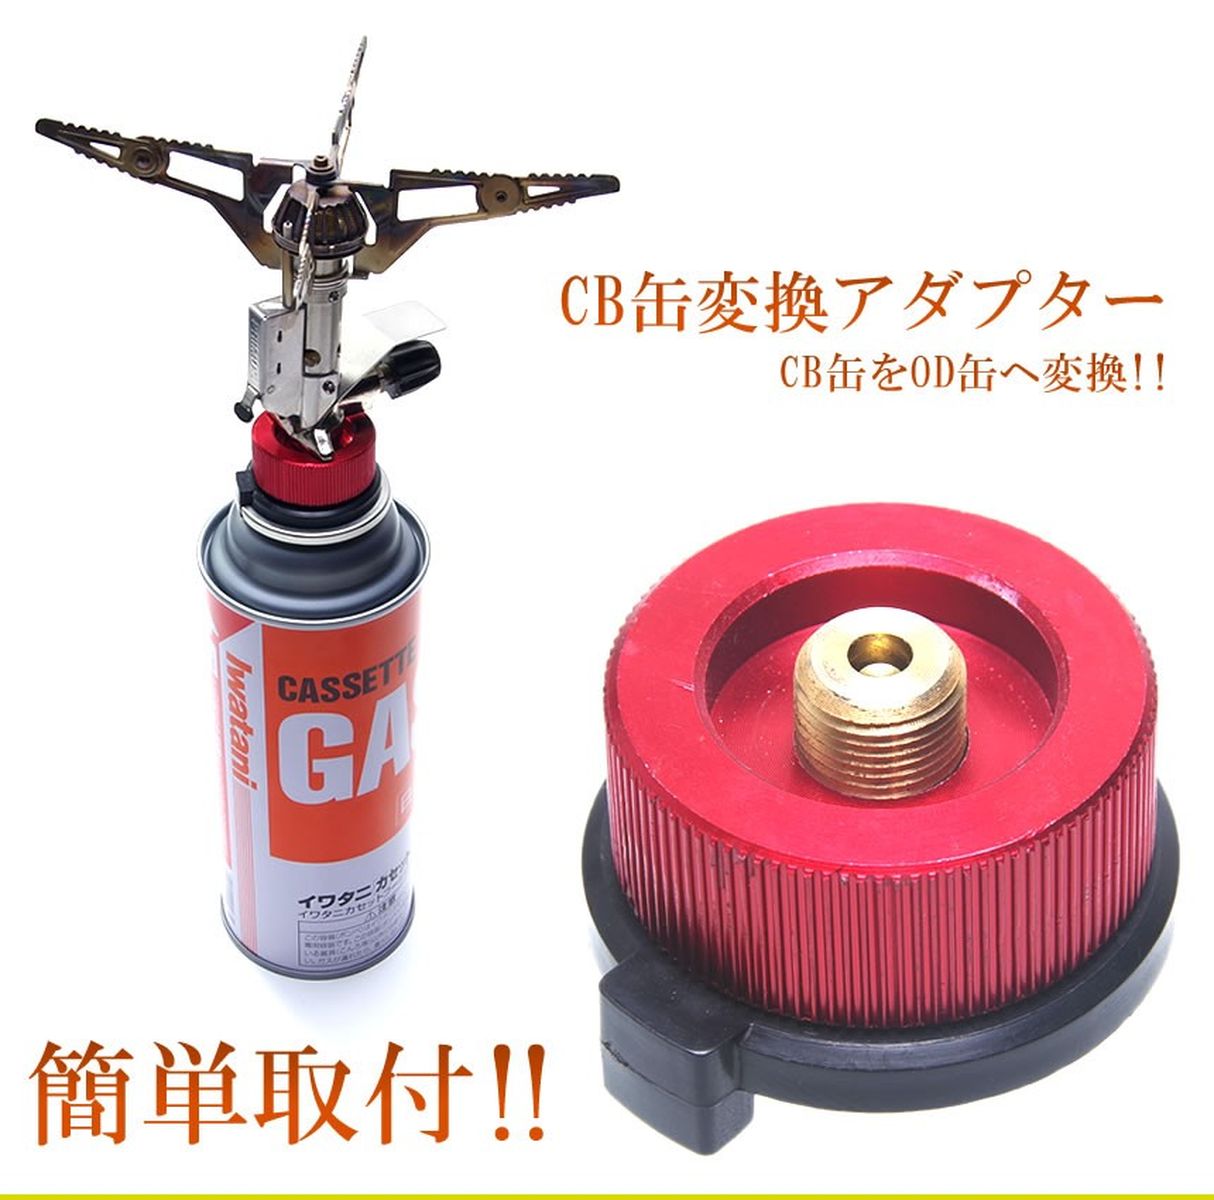 CB缶変換アダプター
CB缶をOD缶へ変換!!
Iwatani
CASSETTE
GA
イワタニ カセッ
イワタニカセット
簡単取付!!